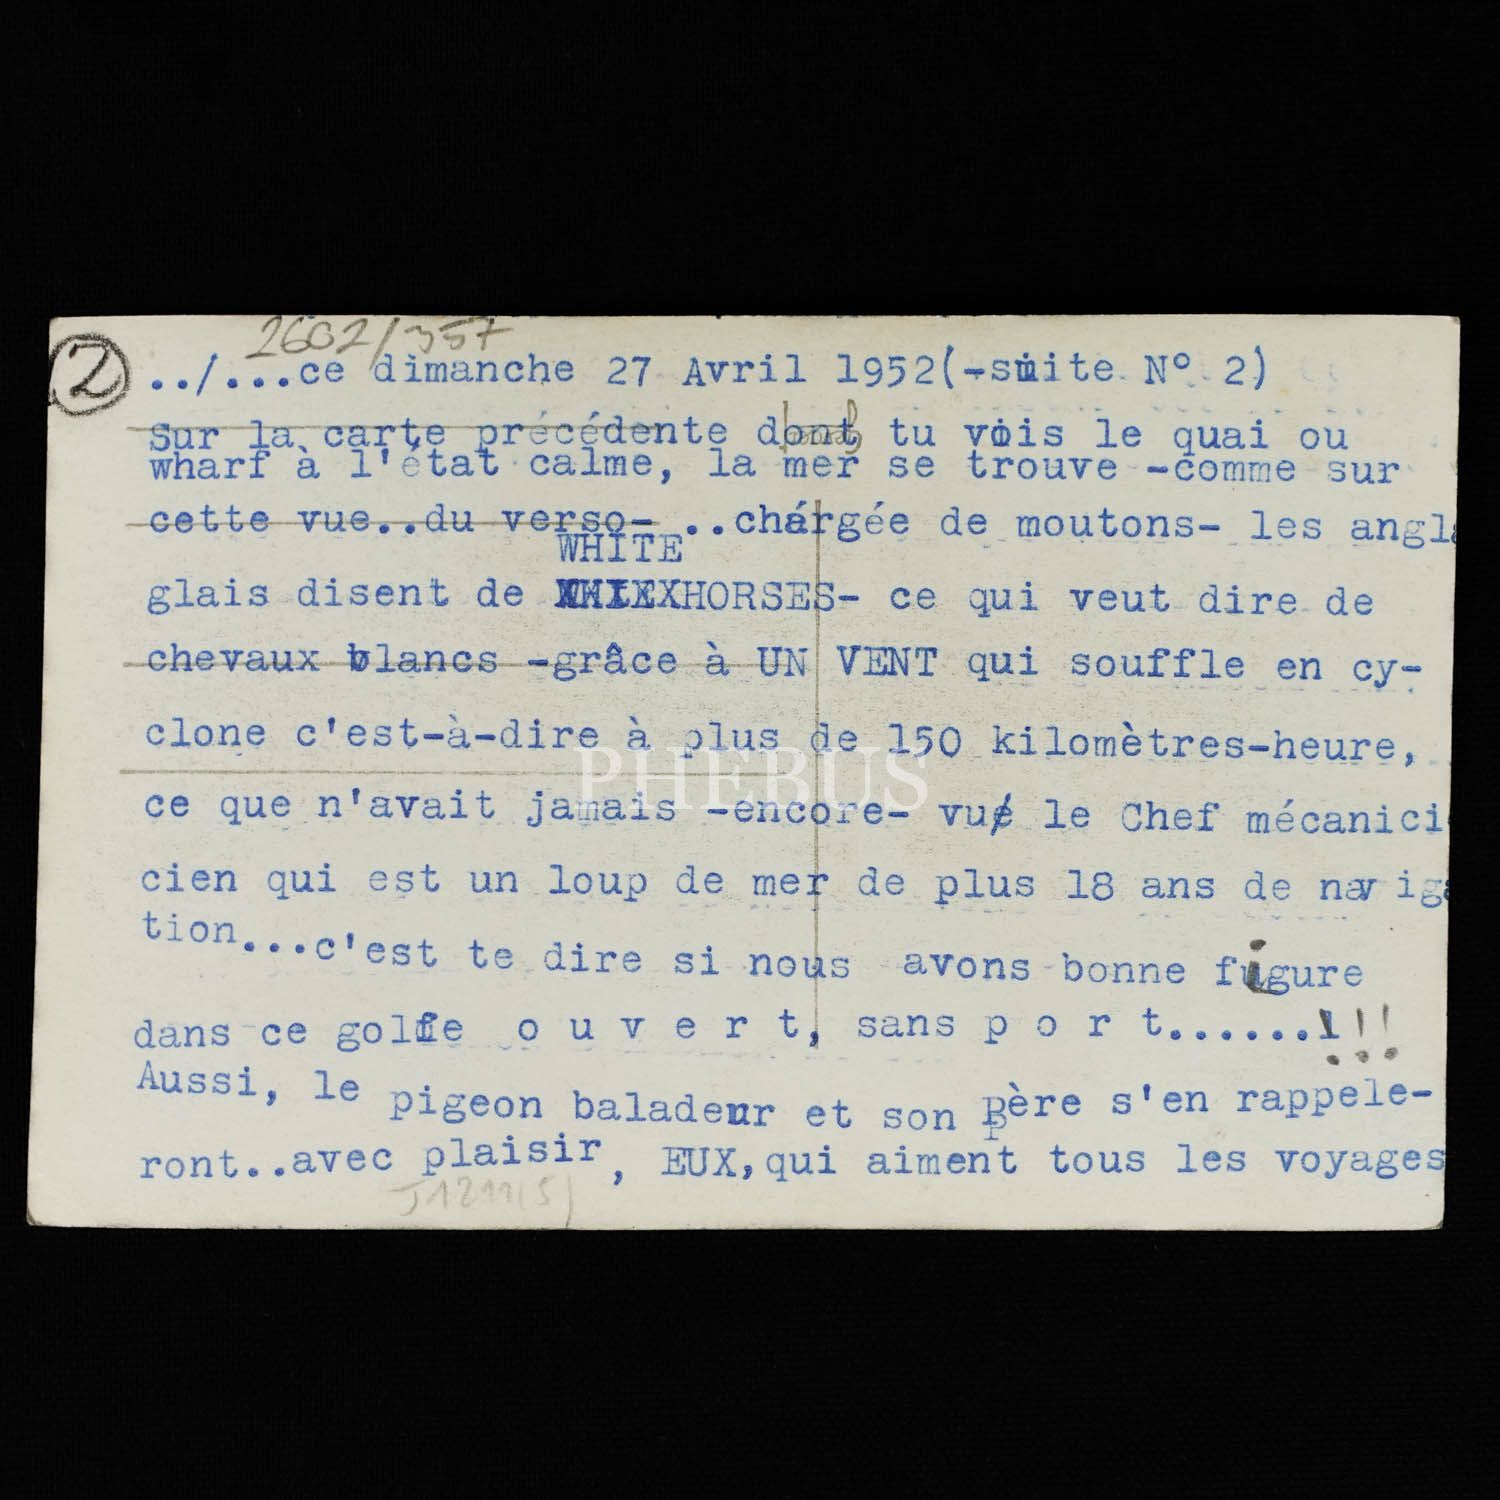 2602/357
2 ../...ce dimanche 27 Avril 1952(-suite N° 2)
Sur la carte précédente dont tu vois le quai ou
wharf à l'état calme, la mer se trouve -comme sur
cette vue..du verso- ..chárgée de moutons- les angla
WHITE
glais disent de HORSES- ce qui veut dire de
chevaux blancs -grâce à UN VENT qui souffle en cy-
clone c'est-à-dire à plus de 150 kilomètres-heure,
PHEBUS
ce que n'avait jamais -encore- vu le Chef mécanici
cien qui est un loup de mer de plus 18 ans de naviga
tion...c'est te dire si nous avons bonne figure
dans ce golfe o u v e r t, sans p o r t......!!!
Aussi, le pigeon baladeur et son père s'en rappele-
ront..avec plaisir, EUX,qui aiment tous les voyages
J1211(5)